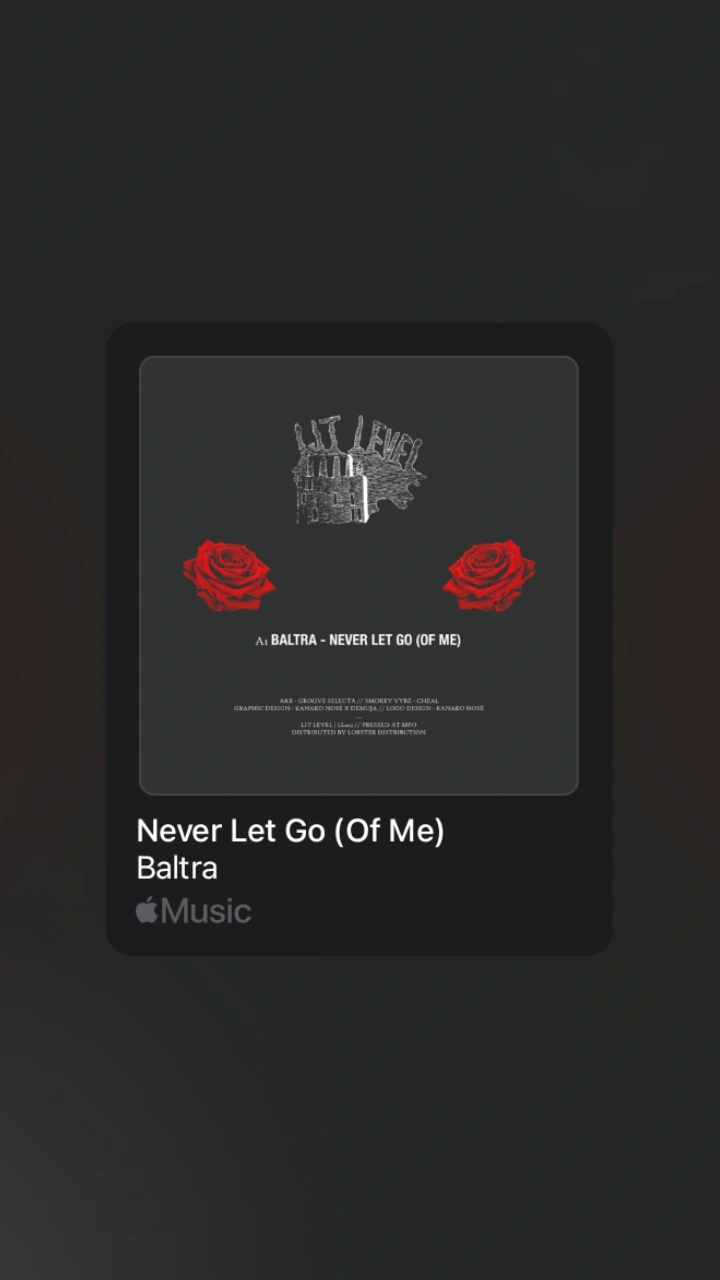 LIT LEVEL
A1 BALTRA - NEVER LET GO (OF ME)
A&R - GROOVE SELECTA // SMOKEY VYBZ - CHEAL
GRAPHIC DESIGN - KANAKO NOSÉ X DEMUJA // LOGO DESIGN - KANAKO NOSÉ
LIT LEVEL | LL003 // PRESSED AT MPO
DISTRIBUTED BY LOBSTER DISTRIBUTION
Never Let Go (Of Me)
Baltra
Music